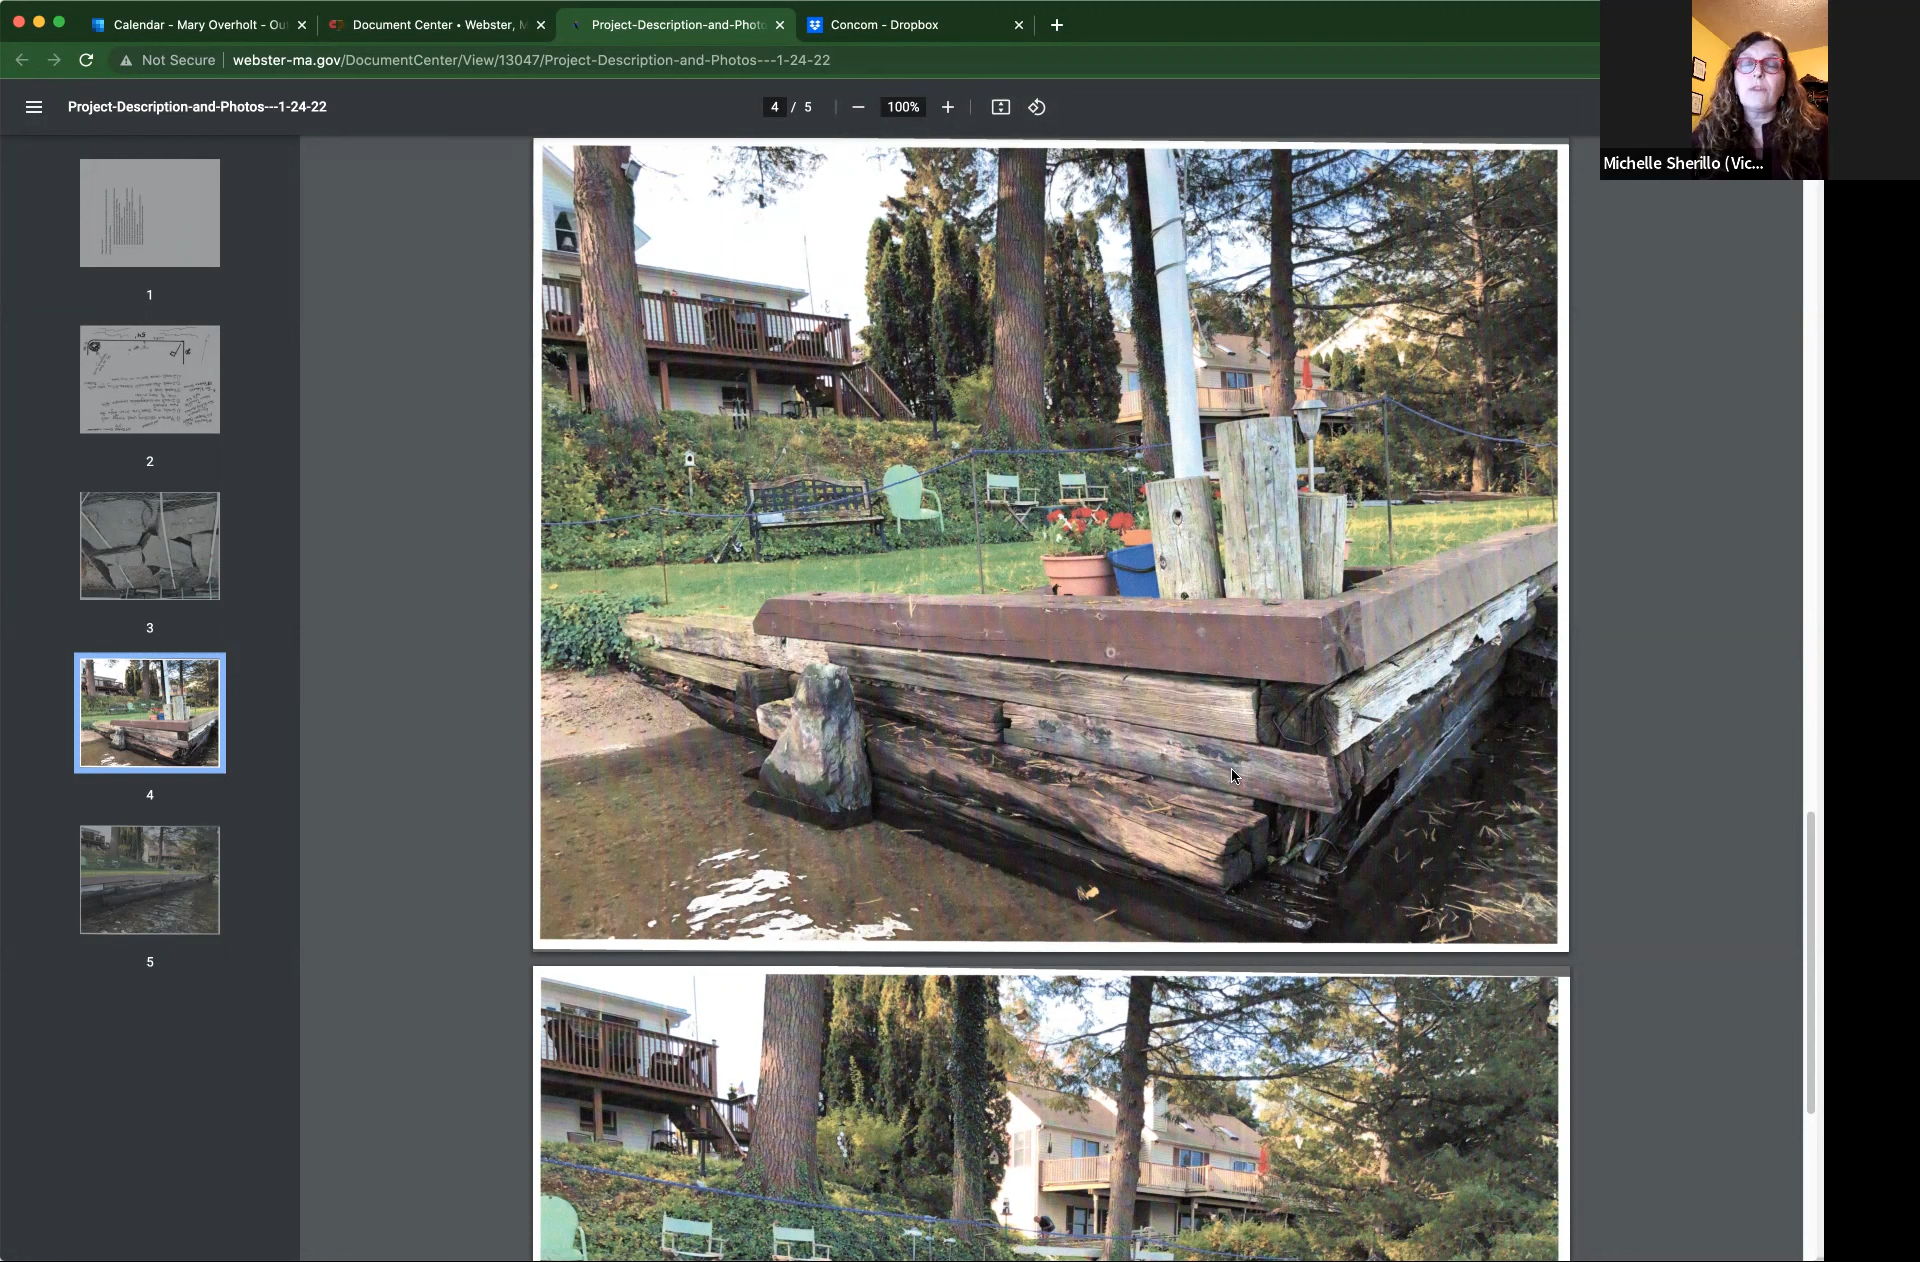 Calendar - Mary Overholt - Ou
Document Center • Webster, M
Project-Description-and-Photo
Concom - Dropbox
Not Secure
webster-ma.gov/DocumentCenter/View/13047/Project-Description-and-Photos---1-24-22
Project-Description-and-Photos---1-24-22
4 / 5
100%
Michelle Sherillo (Vic...
1
2
3
4
5